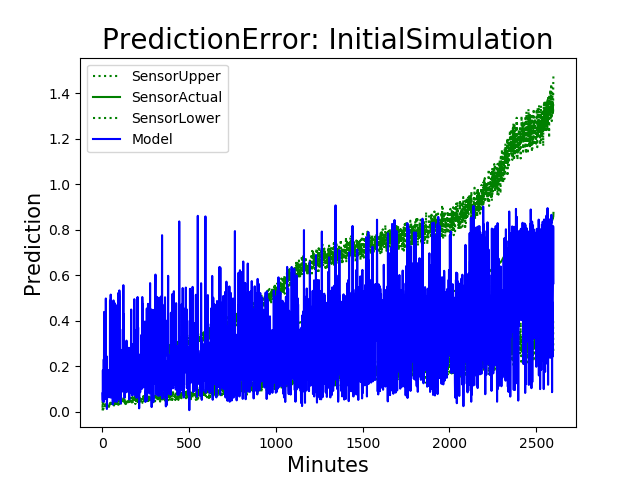 PredictionError: InitialSimulation
SensorUpper
SensorActual
SensorLower
Model
Prediction
1.4
1.2
1.0
0.8
0.6
0.4
0.2
0.0
0 500 1000 1500 2000 2500
Minutes